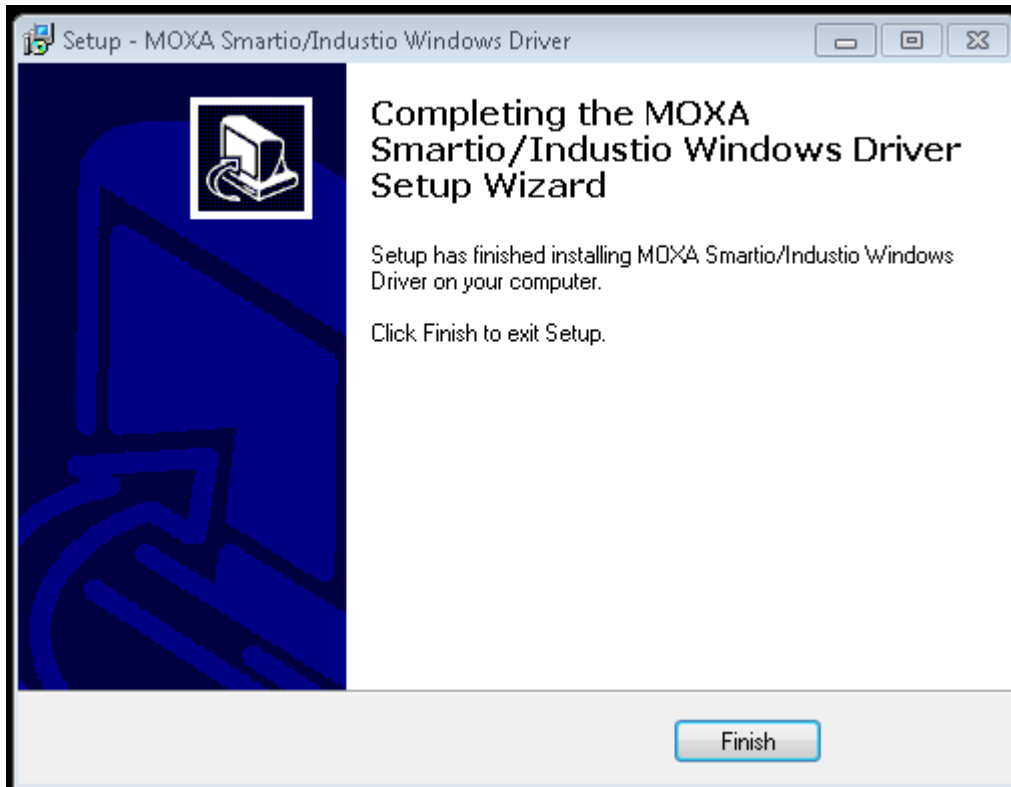 Setup - MOXA Smartio/Industio Windows Driver
Completing the MOXA
Smartio/Industio Windows Driver
Setup Wizard
Setup has finished installing MOXA Smartio/Industio Windows
Driver on your computer.
Click Finish to exit Setup.
Finish